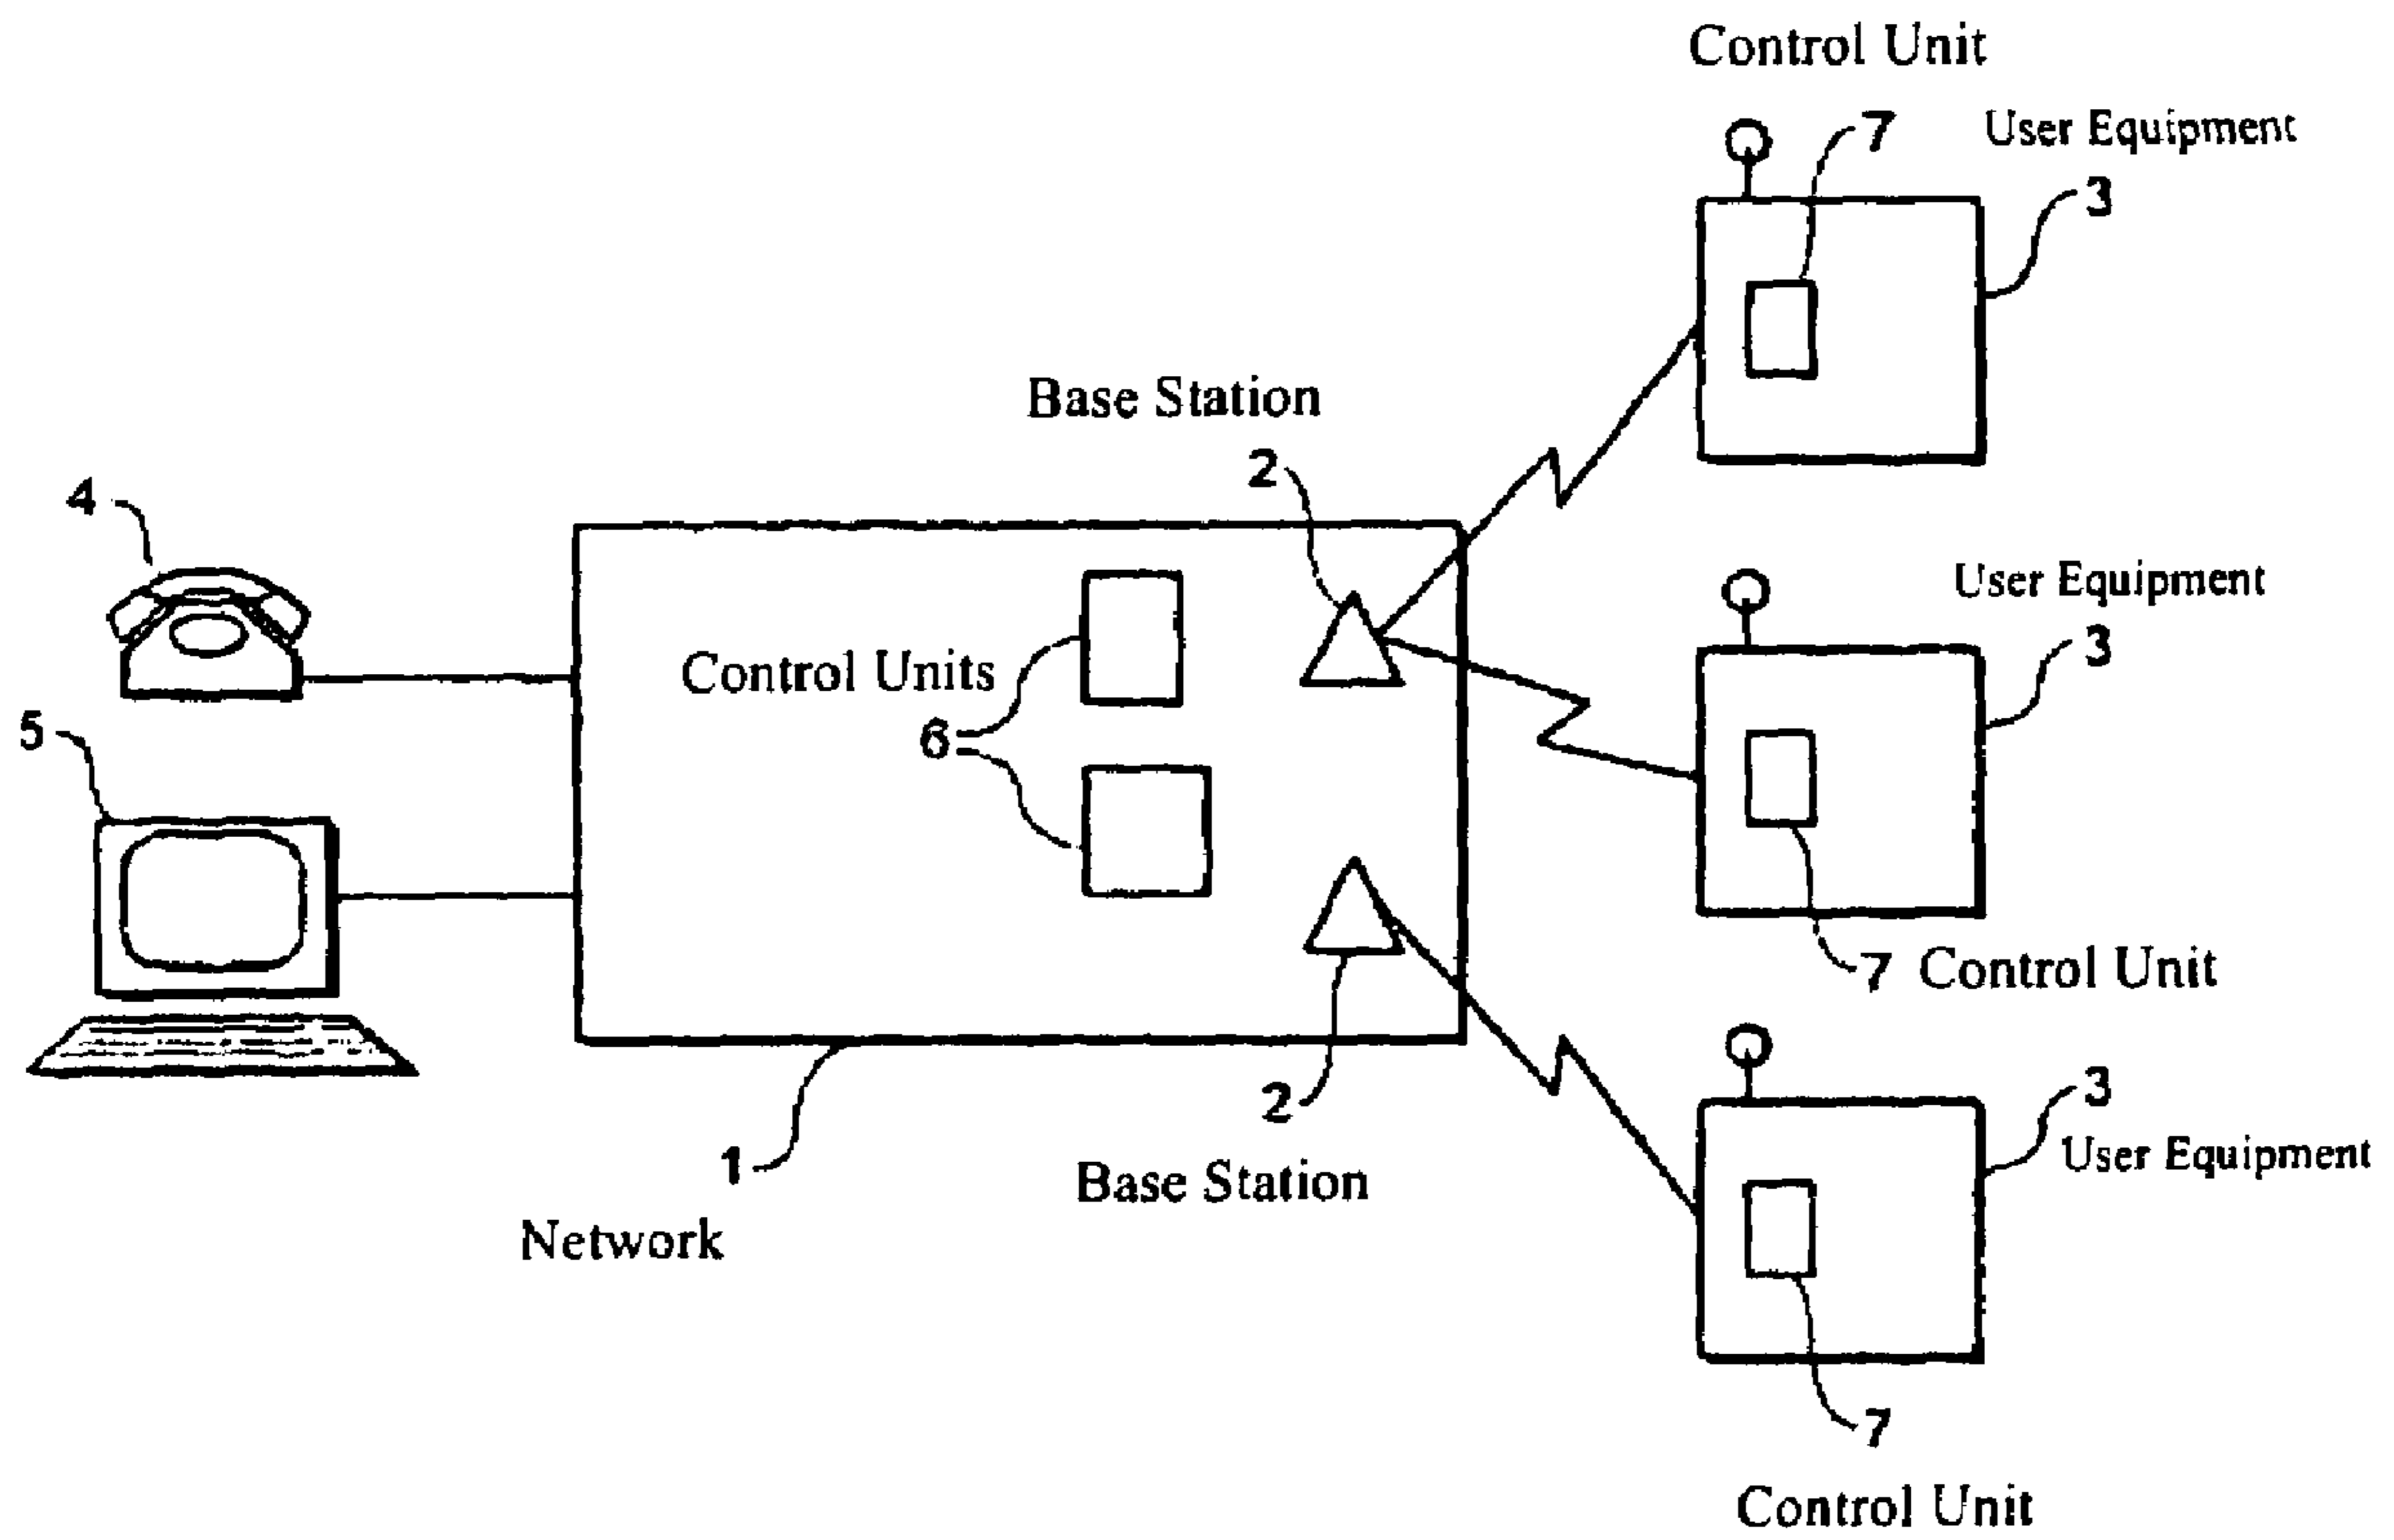 Control Unit
7
User Equipment
3
Base Station
2
4
User Equipment
3
Control Units
6
5
7 Control Unit
2
3
1
Base Station
User Equipment
Network
7
Control Unit